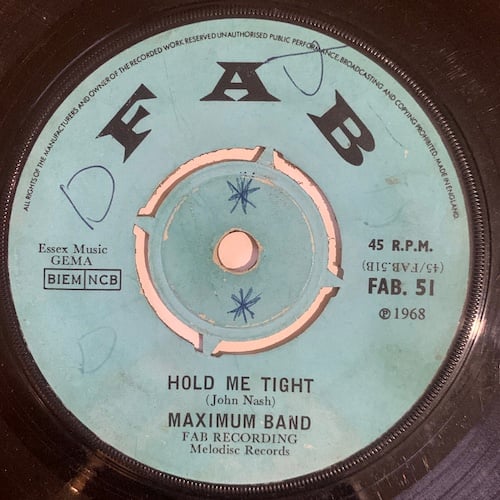 ALL RIGHTS OF THE MANUFACTURERS AND OWNER OF THE RECORDED WORK RESERVED UNAUTHORISED PUBLIC PERFORMANCE, BROADCASTING AND COPYING PROHIBITED. MADE IN ENGLAND.
FAB
D
Essex Music
GEMA
BIEM NCB
45 R.P.M.
(45/FAB.51B)
FAB. 51
℗ 1968
D
HOLD ME TIGHT
(John Nash)
MAXIMUM BAND
FAB RECORDING
Melodisc Records